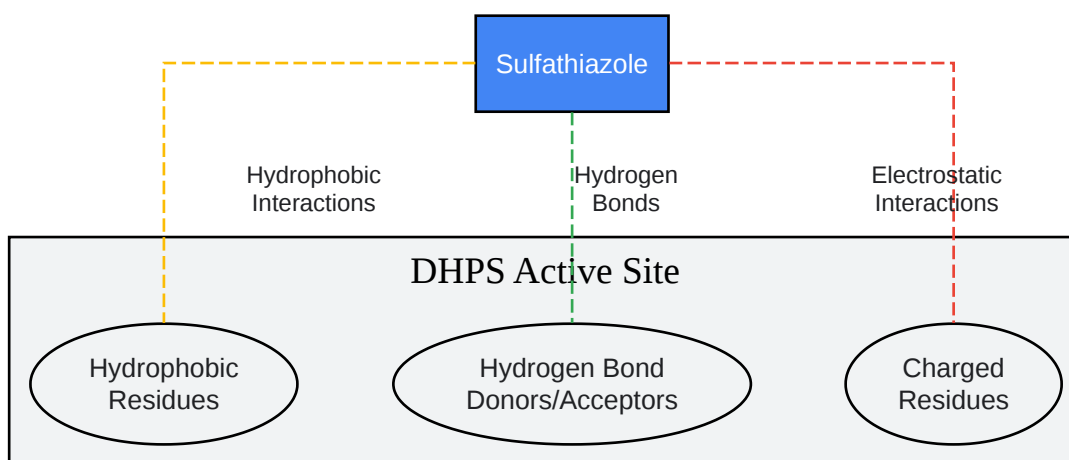 Sulfathiazole
Hydrophobic
Interactions
Hydrogen
Bonds
Electrostatic
Interactions
DHPS Active Site
Hydrophobic
Residues
Hydrogen Bond
Donors/Acceptors
Charged
Residues